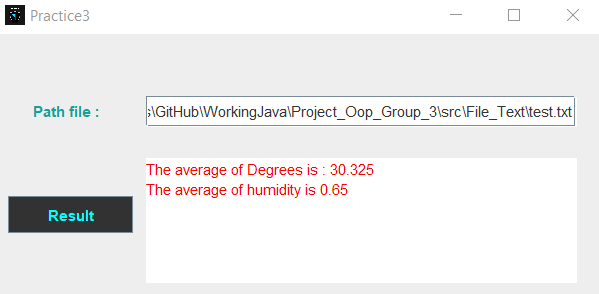 Practice3
Path file :
s\GitHub\WorkingJava\Project_Oop_Group_3\src\File_Text\test.txt
The average of Degrees is : 30.325
The average of humidity is 0.65
Result